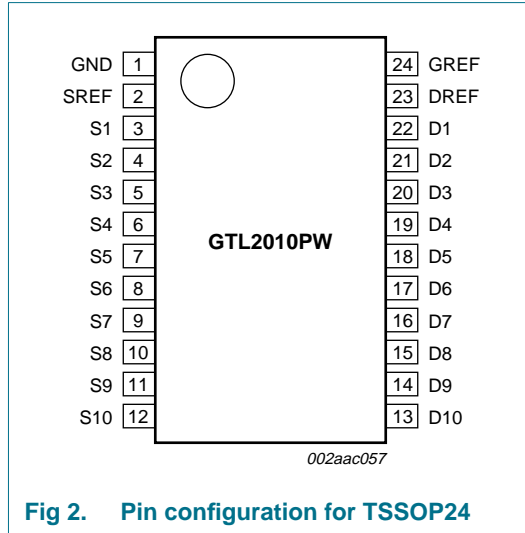 GND 1 24 GREF
SREF 2 23 DREF
S1 3 22 D1
S2 4 21 D2
S3 5 20 D3
S4 6 19 D4
GTL2010PW
S5 7 18 D5
S6 8 17 D6
S7 9 16 D7
S8 10 15 D8
S9 11 14 D9
S10 12 13 D10
002aac057
Fig 2. Pin configuration for TSSOP24